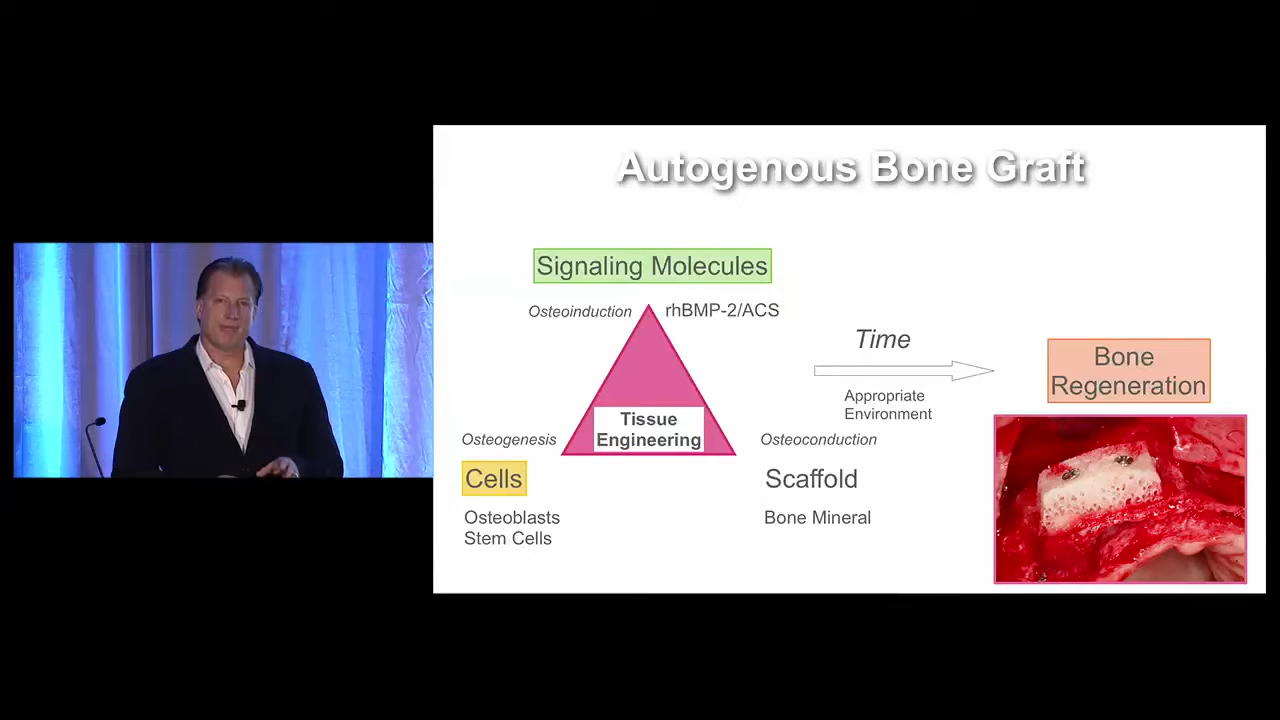 Autogenous Bone Graft
Signaling Molecules
Osteoinduction
rhBMP-2/ACS
Time
Appropriate
Environment
Bone
Regeneration
Tissue
Engineering
Osteogenesis
Osteoconduction
Cells
Scaffold
Osteoblasts
Stem Cells
Bone Mineral